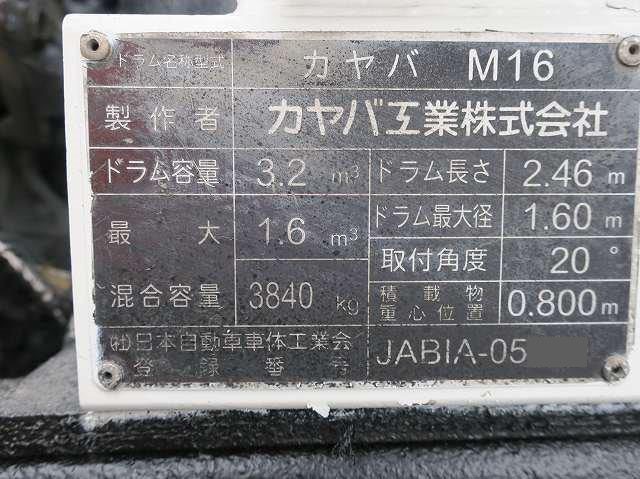 ドラム名称型式 カヤバ M16
製作者 カヤバ工業株式会社
ドラム容量 3.2 m³ ドラム長さ 2.46 m
最大 1.6 m³ ドラム最大径 1.60 m
取付角度 20°
混合容量 3840 kg 積載物重心位置 0.800 m
㈳日本自動車車体工業会 JABIA-05
登録番号